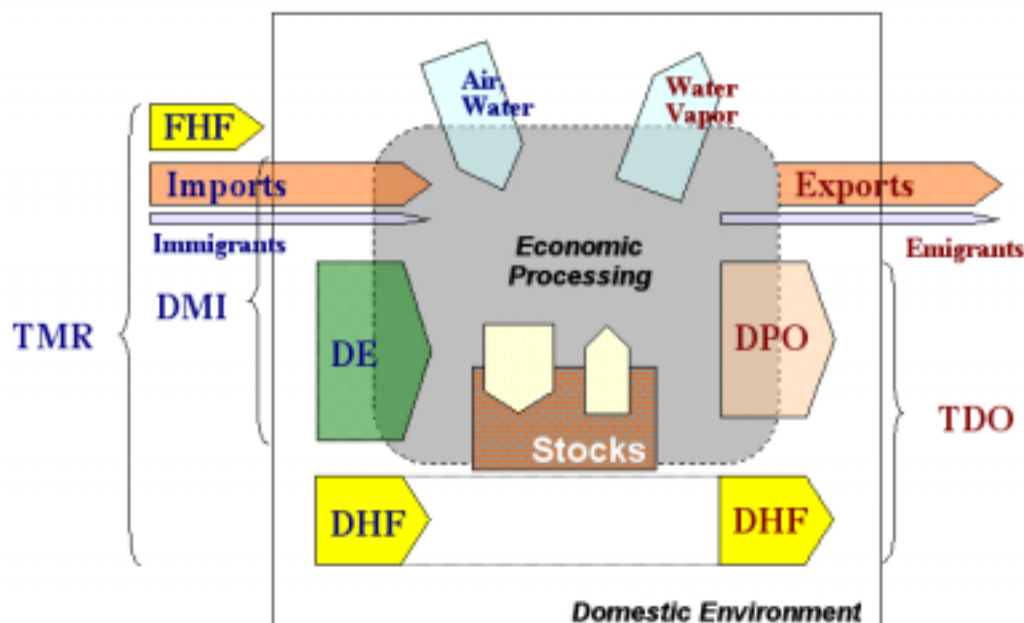 Air,
Water
Water
Vapor
FHF
Imports
Exports
Immigrants
Emigrants
Economic
Processing
DMI
TMR
DE
DPO
TDO
Stocks
DHF
DHF
Domestic Environment